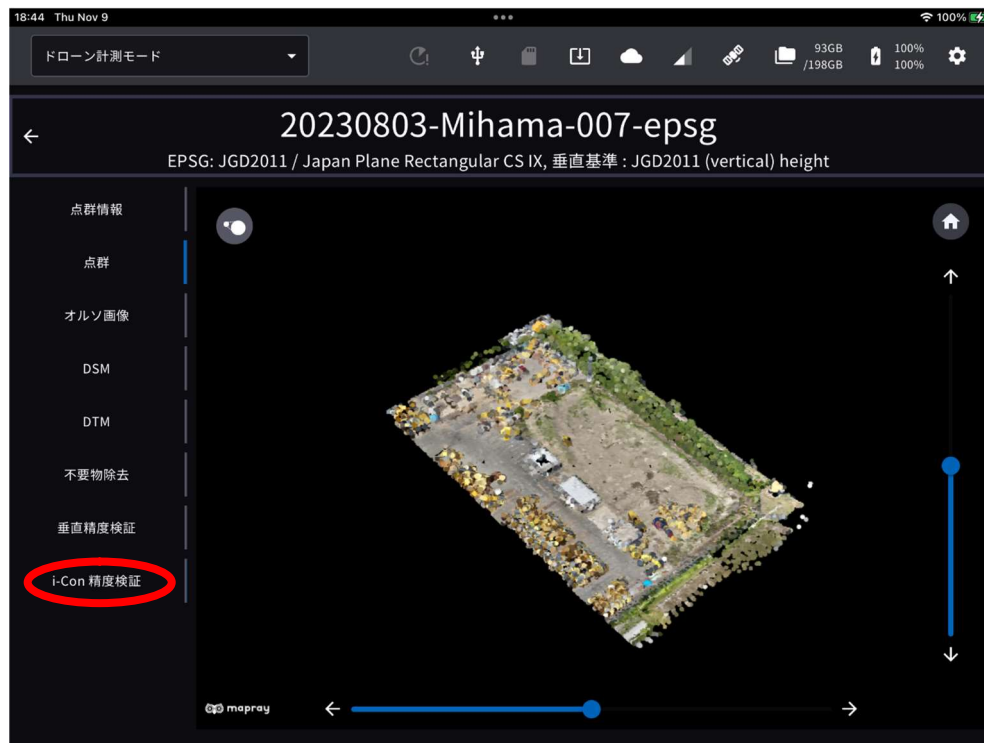 18:44 Thu Nov 9
100%
ドローン計測モード
93GB
/198GB
100%
100%
20230803-Mihama-007-epsg
EPSG: JGD2011 / Japan Plane Rectangular CS IX, 垂直基準 : JGD2011 (vertical) height
点群情報
点群
オルソ画像
DSM
DTM
不要物除去
垂直精度検証
i-Con 精度検証
mapray